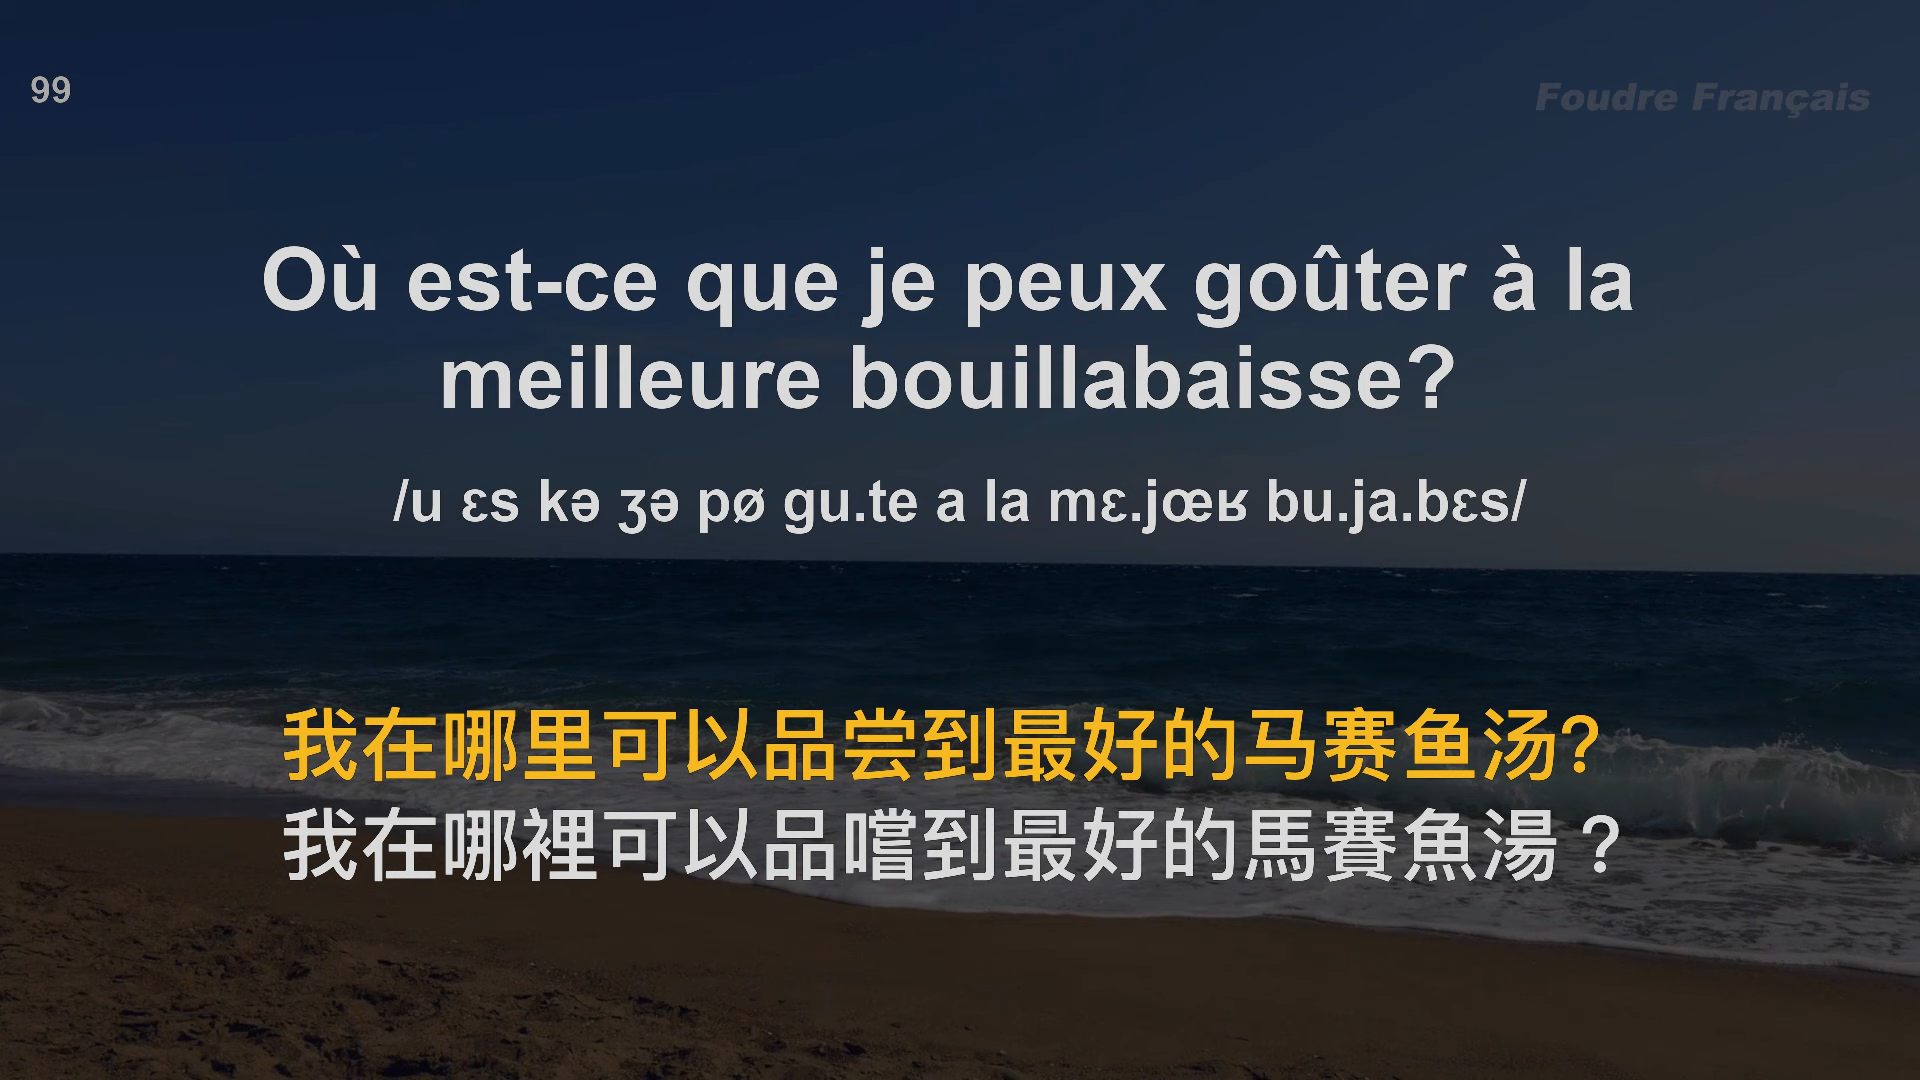 99
Foudre Français
Où est-ce que je peux goûter à la
meilleure bouillabaisse?
/u ɛs kə ʒə pø gu.te a la mɛ.jœʁ bu.ja.bɛs/
我在哪里可以品尝到最好的马赛鱼汤?
我在哪裡可以品嚐到最好的馬賽魚湯？